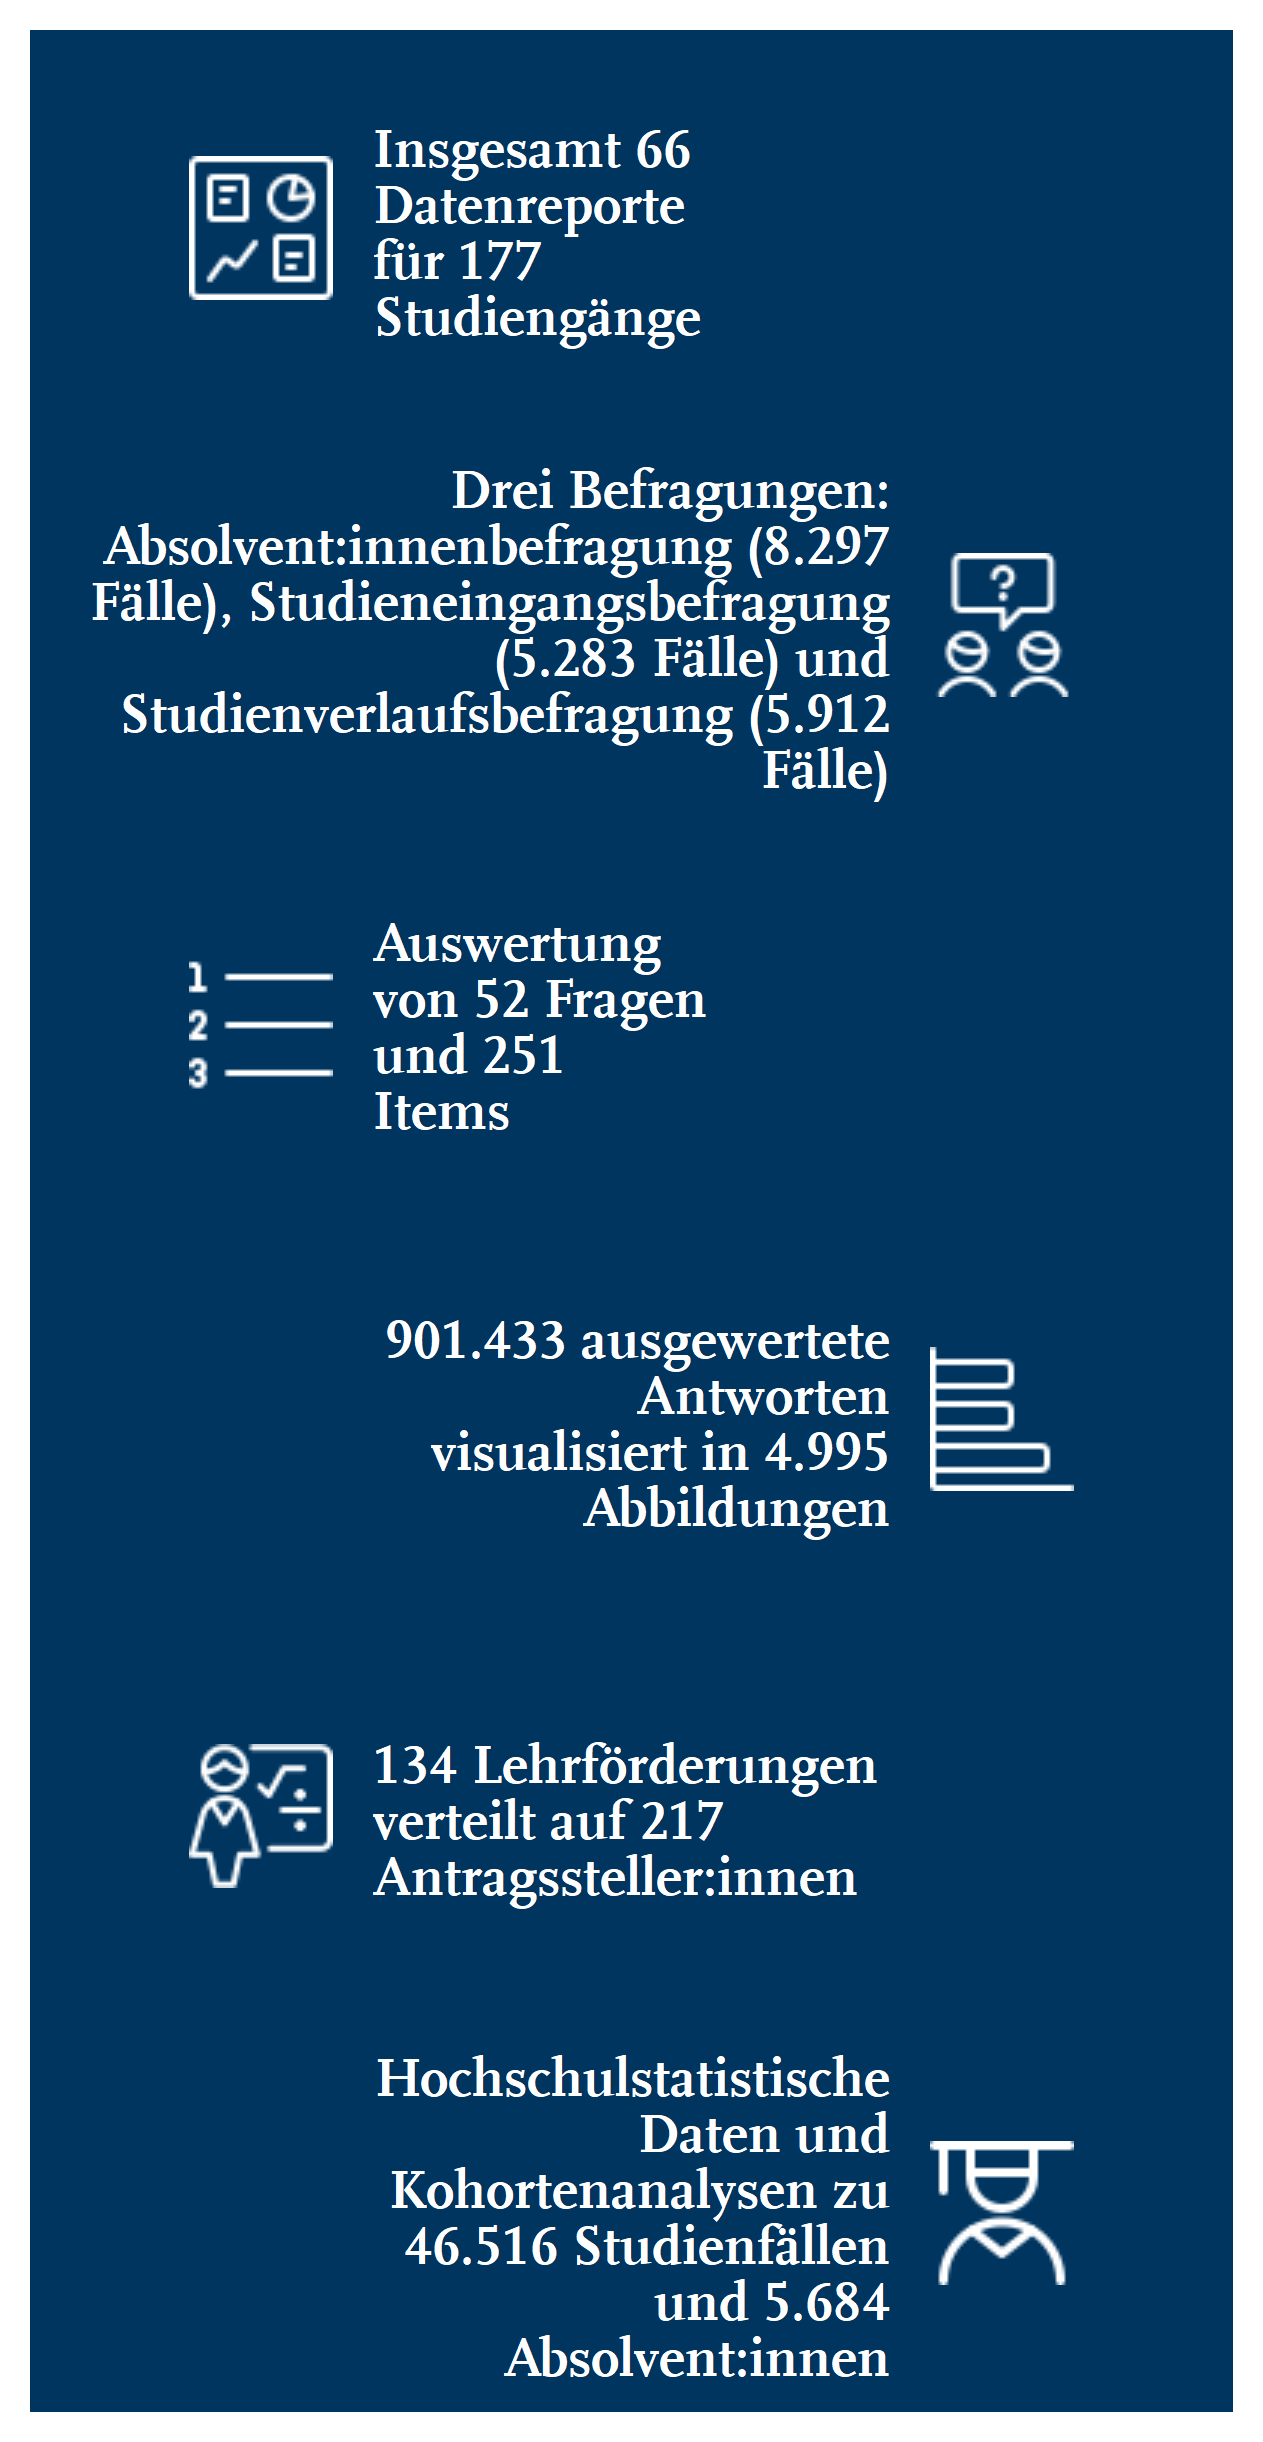 Insgesamt 66
Datenreporte
für 177
Studiengänge
Drei Befragungen:
Absolvent:innenbefragung (8.297
Fälle), Studieneingangsbefragung
(5.283 Fälle) und
Studienverlaufsbefragung (5.912
Fälle)
?
1
2
3
Auswertung
von 52 Fragen
und 251
Items
901.433 ausgewertete
Antworten
visualisiert in 4.995
Abbildungen
134 Lehrförderungen
verteilt auf 217
Antragssteller:innen
Hochschulstatistische
Daten und
Kohortenanalysen zu
46.516 Studienfällen
und 5.684
Absolvent:innen